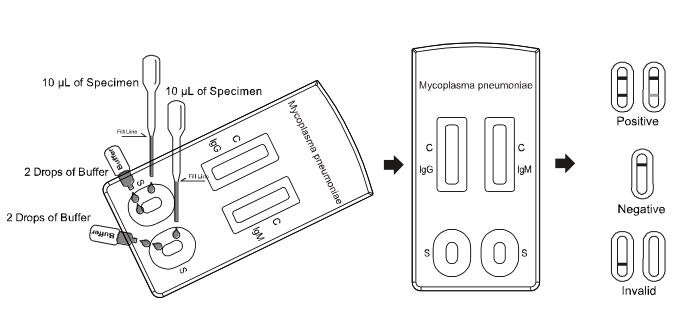 10 µL of Specimen
10 µL of Specimen
Fill Line
Buffer
2 Drops of Buffer
S
Fill Line
2 Drops of Buffer
Buffer
S
C
IgG
C
IgM
Mycoplasma pneumoniae
Mycoplasma pneumoniae
C
IgG
C
IgM
S
S
Positive
Negative
Invalid